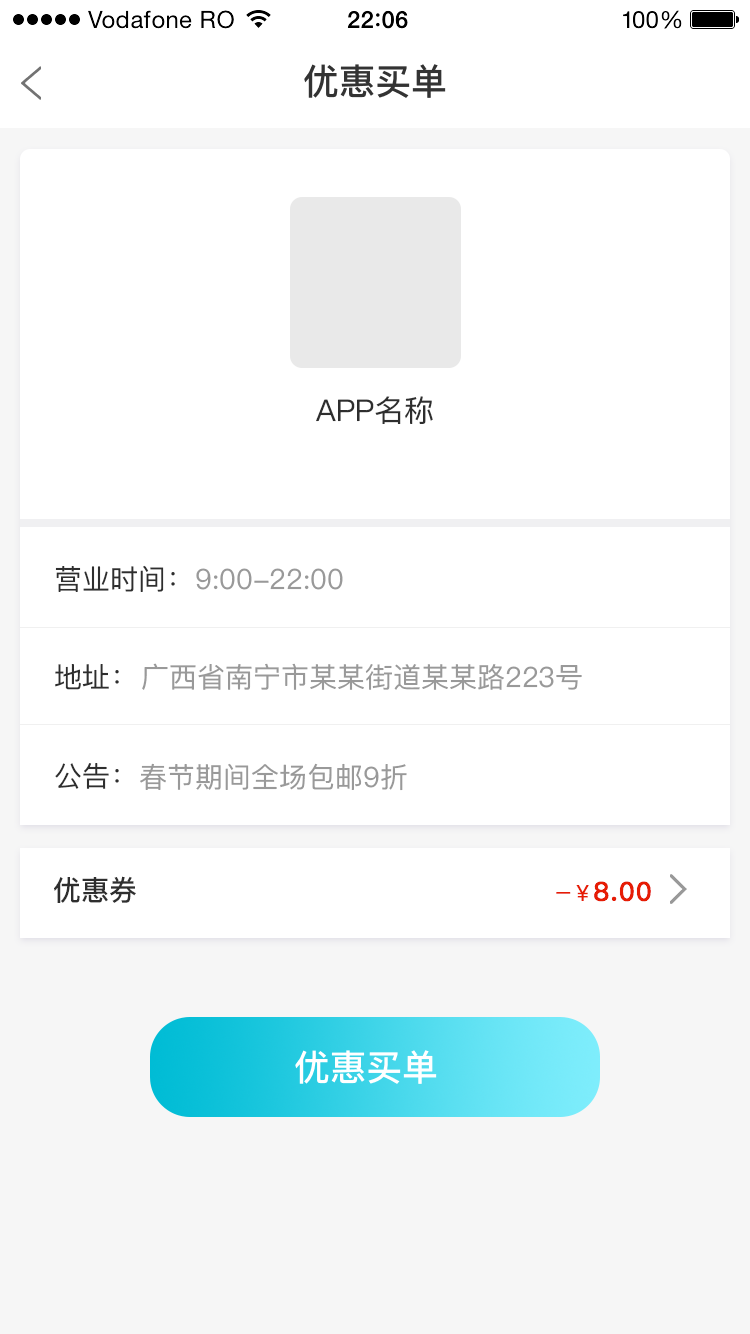 Vodafone RO 22:06 100%
优惠买单
APP名称
营业时间：9:00–22:00
地址：广西省南宁市某某街道某某路223号
公告：春节期间全场包邮9折
优惠券 –¥8.00
优惠买单